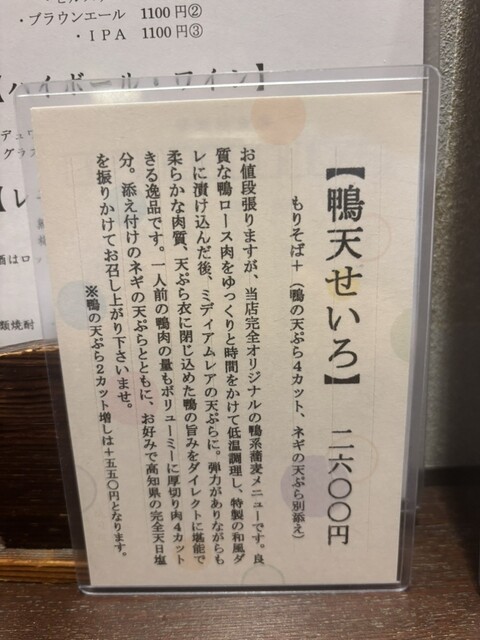 ・ブラウンエール 1100円②
・IPA 1100円③
【ハイボール・ワイン】
デュワ
グラス
【レ
酒はロ
類焼酎
【鴨天せいろ】 二六〇〇円
もりそば＋（鴨の天ぷら4カット、ネギの天ぷら別添え）
お値段張りますが、当店完全オリジナルの鴨系蕎麦メニューです。良
質な鴨ロース肉をゆっくりと時間をかけて低温調理し、特製の和風ダ
レに漬け込んだ後、ミディアムレアの天ぷらに。弾力がありながらも
柔らかな肉質、天ぷら衣に閉じ込めた鴨の旨みをダイレクトに堪能で
きる逸品です。一人前の鴨肉の量もボリューミーに厚切り肉4カット
分。添え付けのネギの天ぷらとともに、お好みで高知県の完全天日塩
を振りかけてお召し上がり下さいませ。
※鴨の天ぷら2カット増しは＋五五〇円となります。